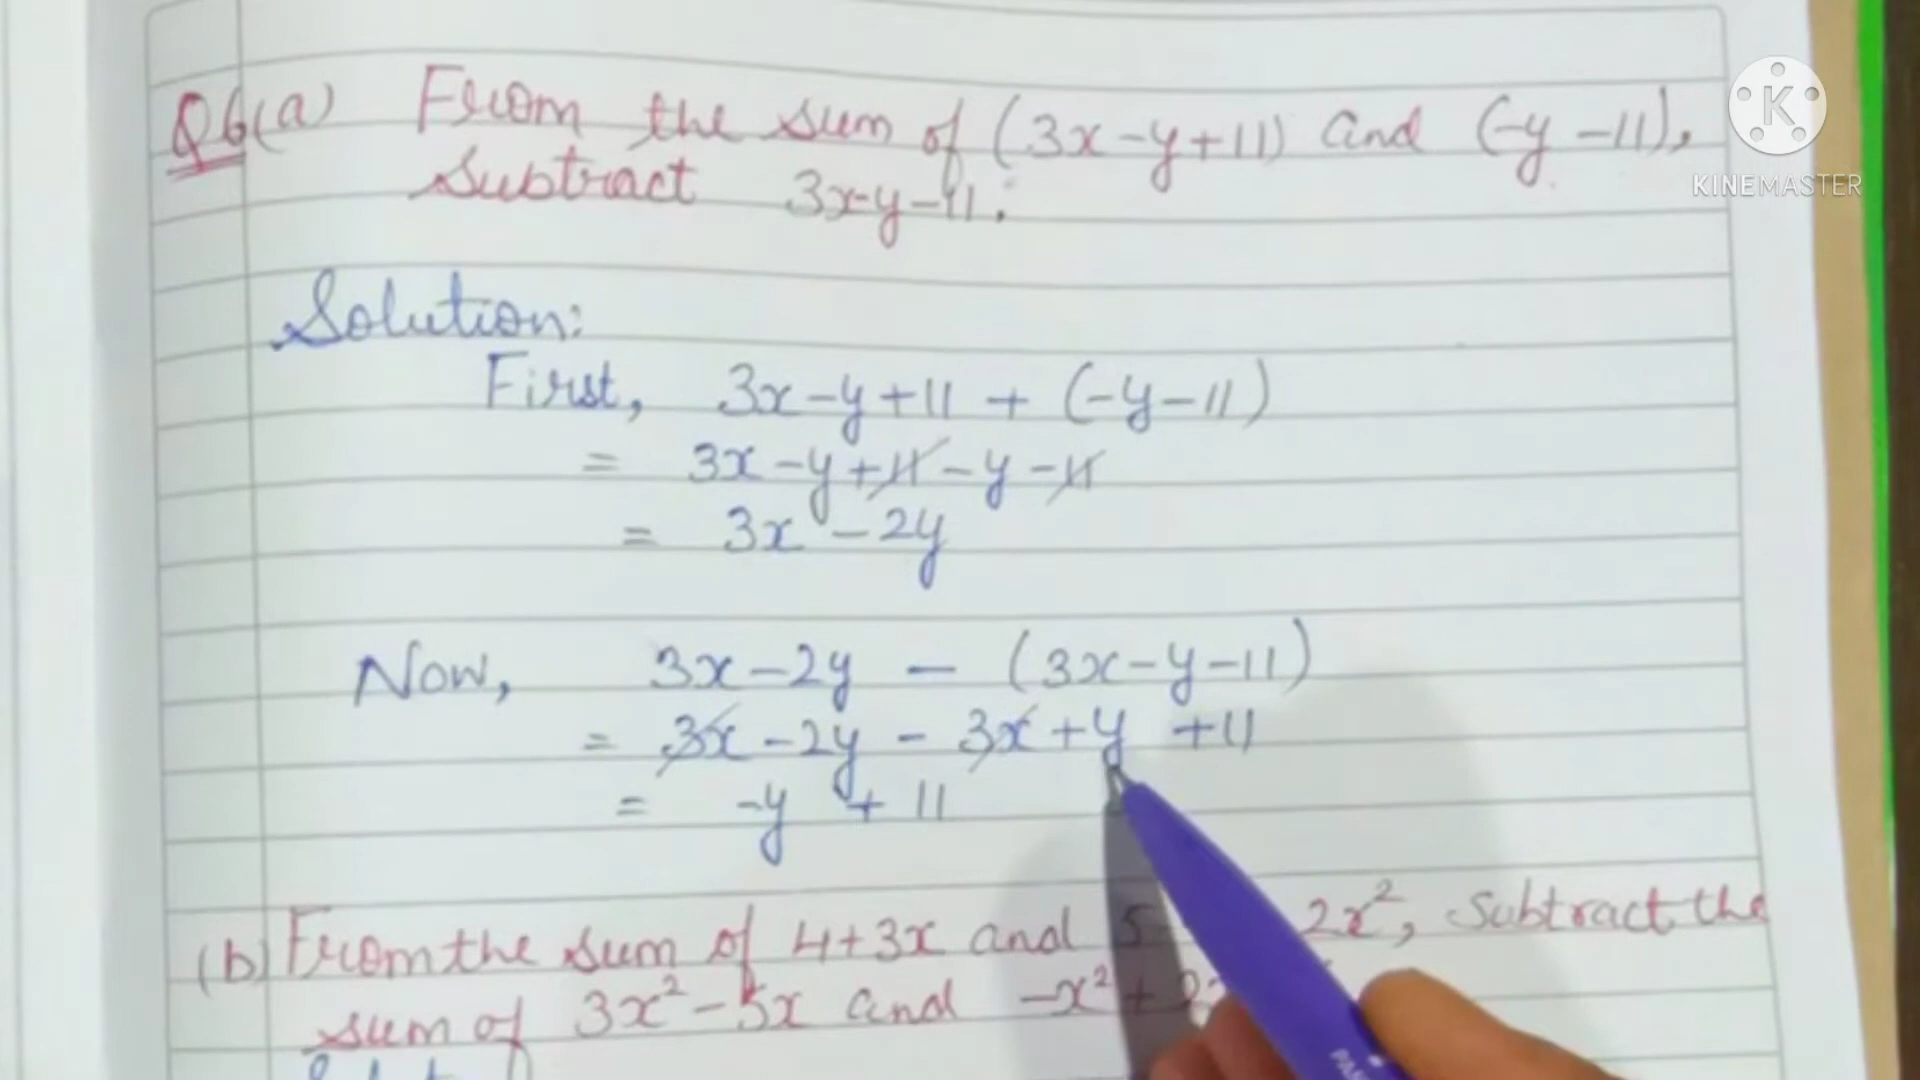 Q6(a) From the sum of (3x-y+11) and (-y-11),
subtract 3x-y-11.
K
KINEMASTER
Solution:
First, 3x-y+11 + (-y-11)
= 3x-y+11-y-11
= 3x-2y
Now, 3x-2y - (3x-y-11)
= 3x-2y - 3x+y +11
= -y + 11
(b) From the sum of 4+3x and 5 2x², subtract the
sum of 3x²-5x and -x²+